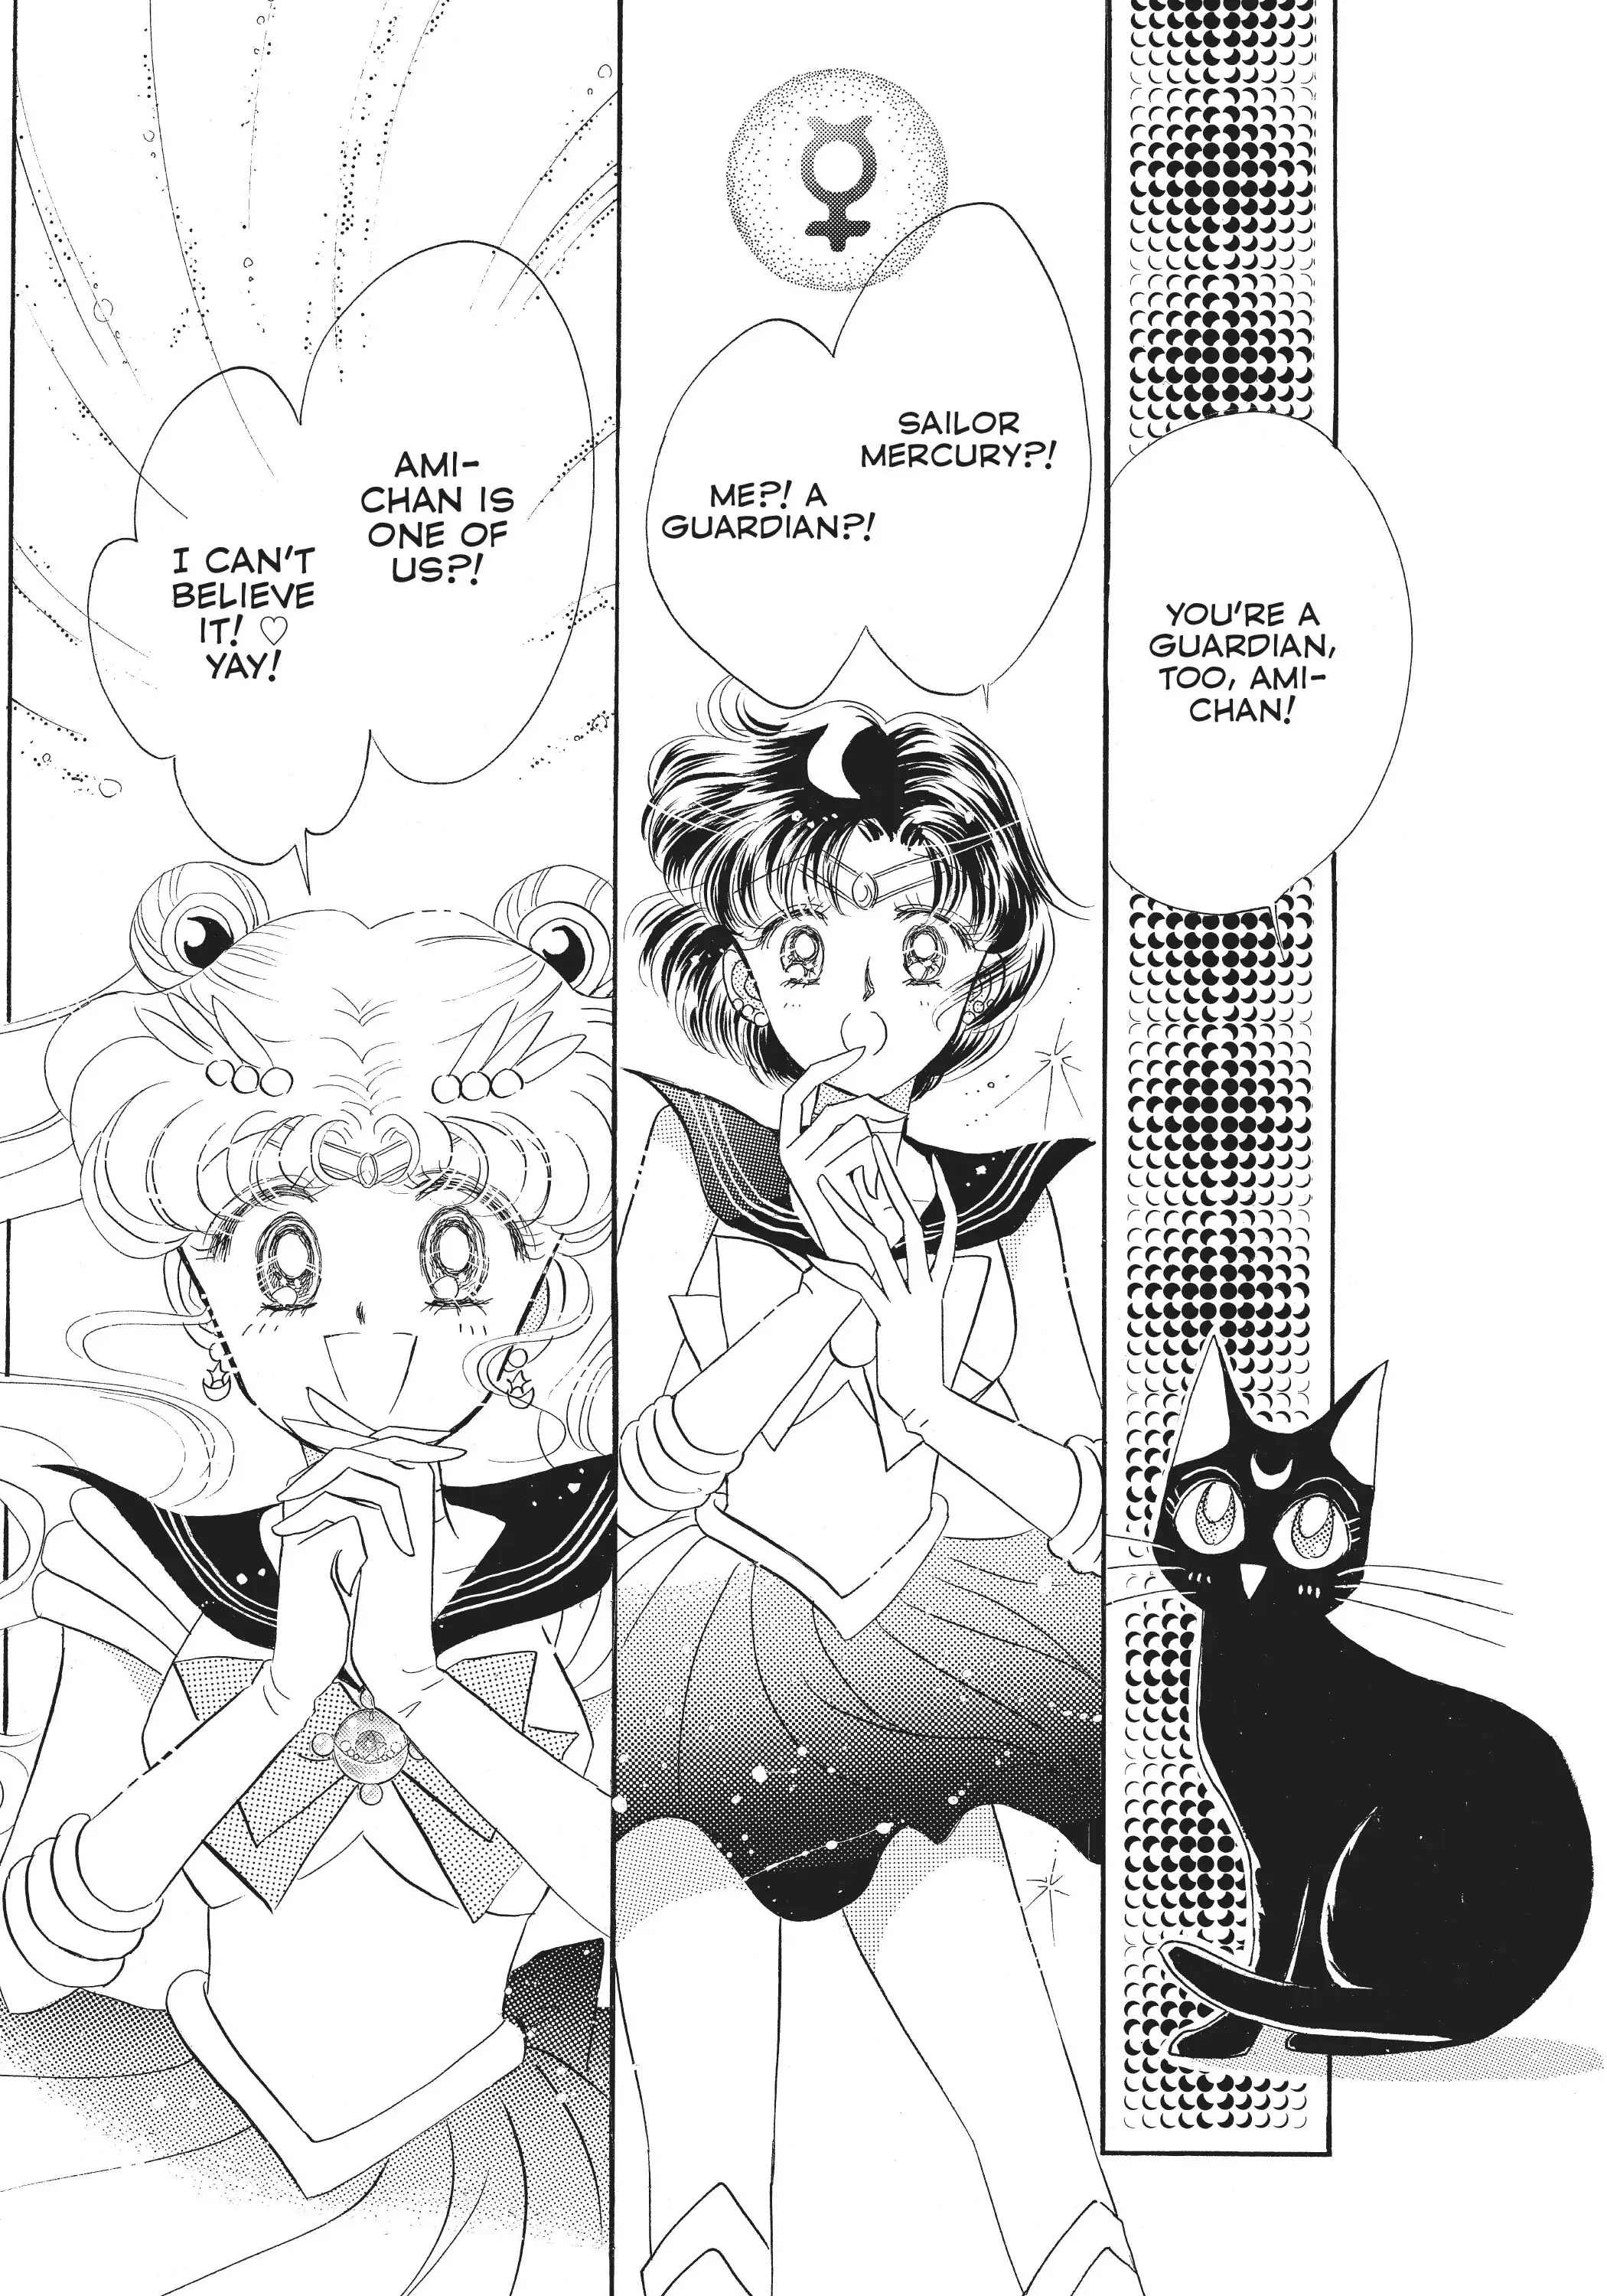 YOU'RE A
GUARDIAN,
TOO, AMI-
CHAN!
SAILOR
MERCURY?!
ME?! A
GUARDIAN?!
AMI-
CHAN IS
ONE OF
US?!
I CAN'T
BELIEVE
IT! ♡
YAY!